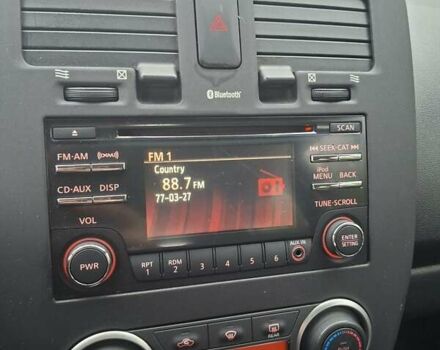 Bluetooth
SCAN
FM·AM
SEEK·CAT
CD·AUX DISP
iPod
MENU BACK
FM 1
Country
88.7 FM
77-03-27
VOL
TUNE·SCROLL
PWR
ENTER
SETTING
AUX IN
RPT RDM
1 2 3 4 5 6
REAR